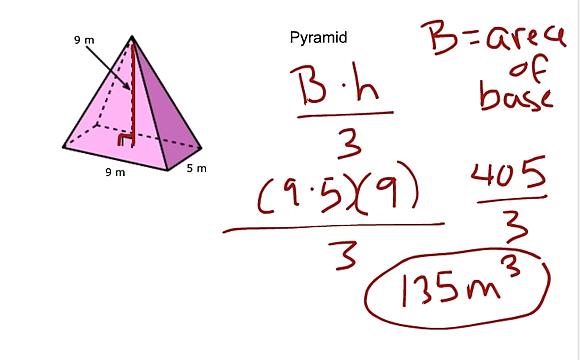 9 m
9 m
5 m
Pyramid
B·h
3
(9·5)(9)
3
B=area
of
base
405
3
135m³